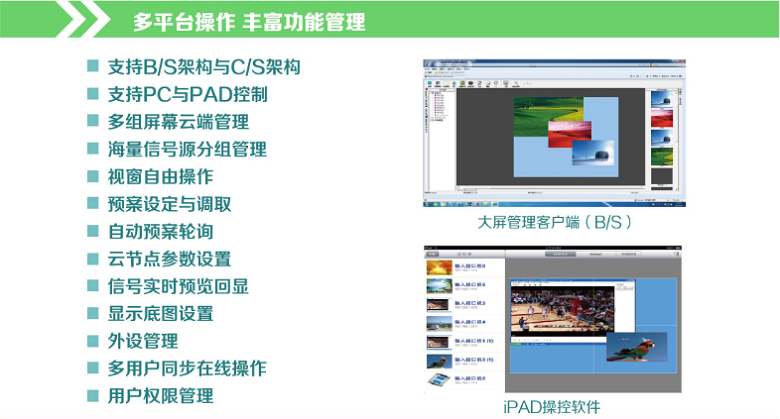 多平台操作 丰富功能管理
支持B/S架构与C/S架构
支持PC与PAD控制
多组屏幕云端管理
海量信号源分组管理
视窗自由操作
预案设定与调取
自动预案轮询
云节点参数设置
信号实时预览回显
显示底图设置
外设管理
多用户同步在线操作
用户权限管理
大屏管理客户端（B/S）
iPAD操控软件